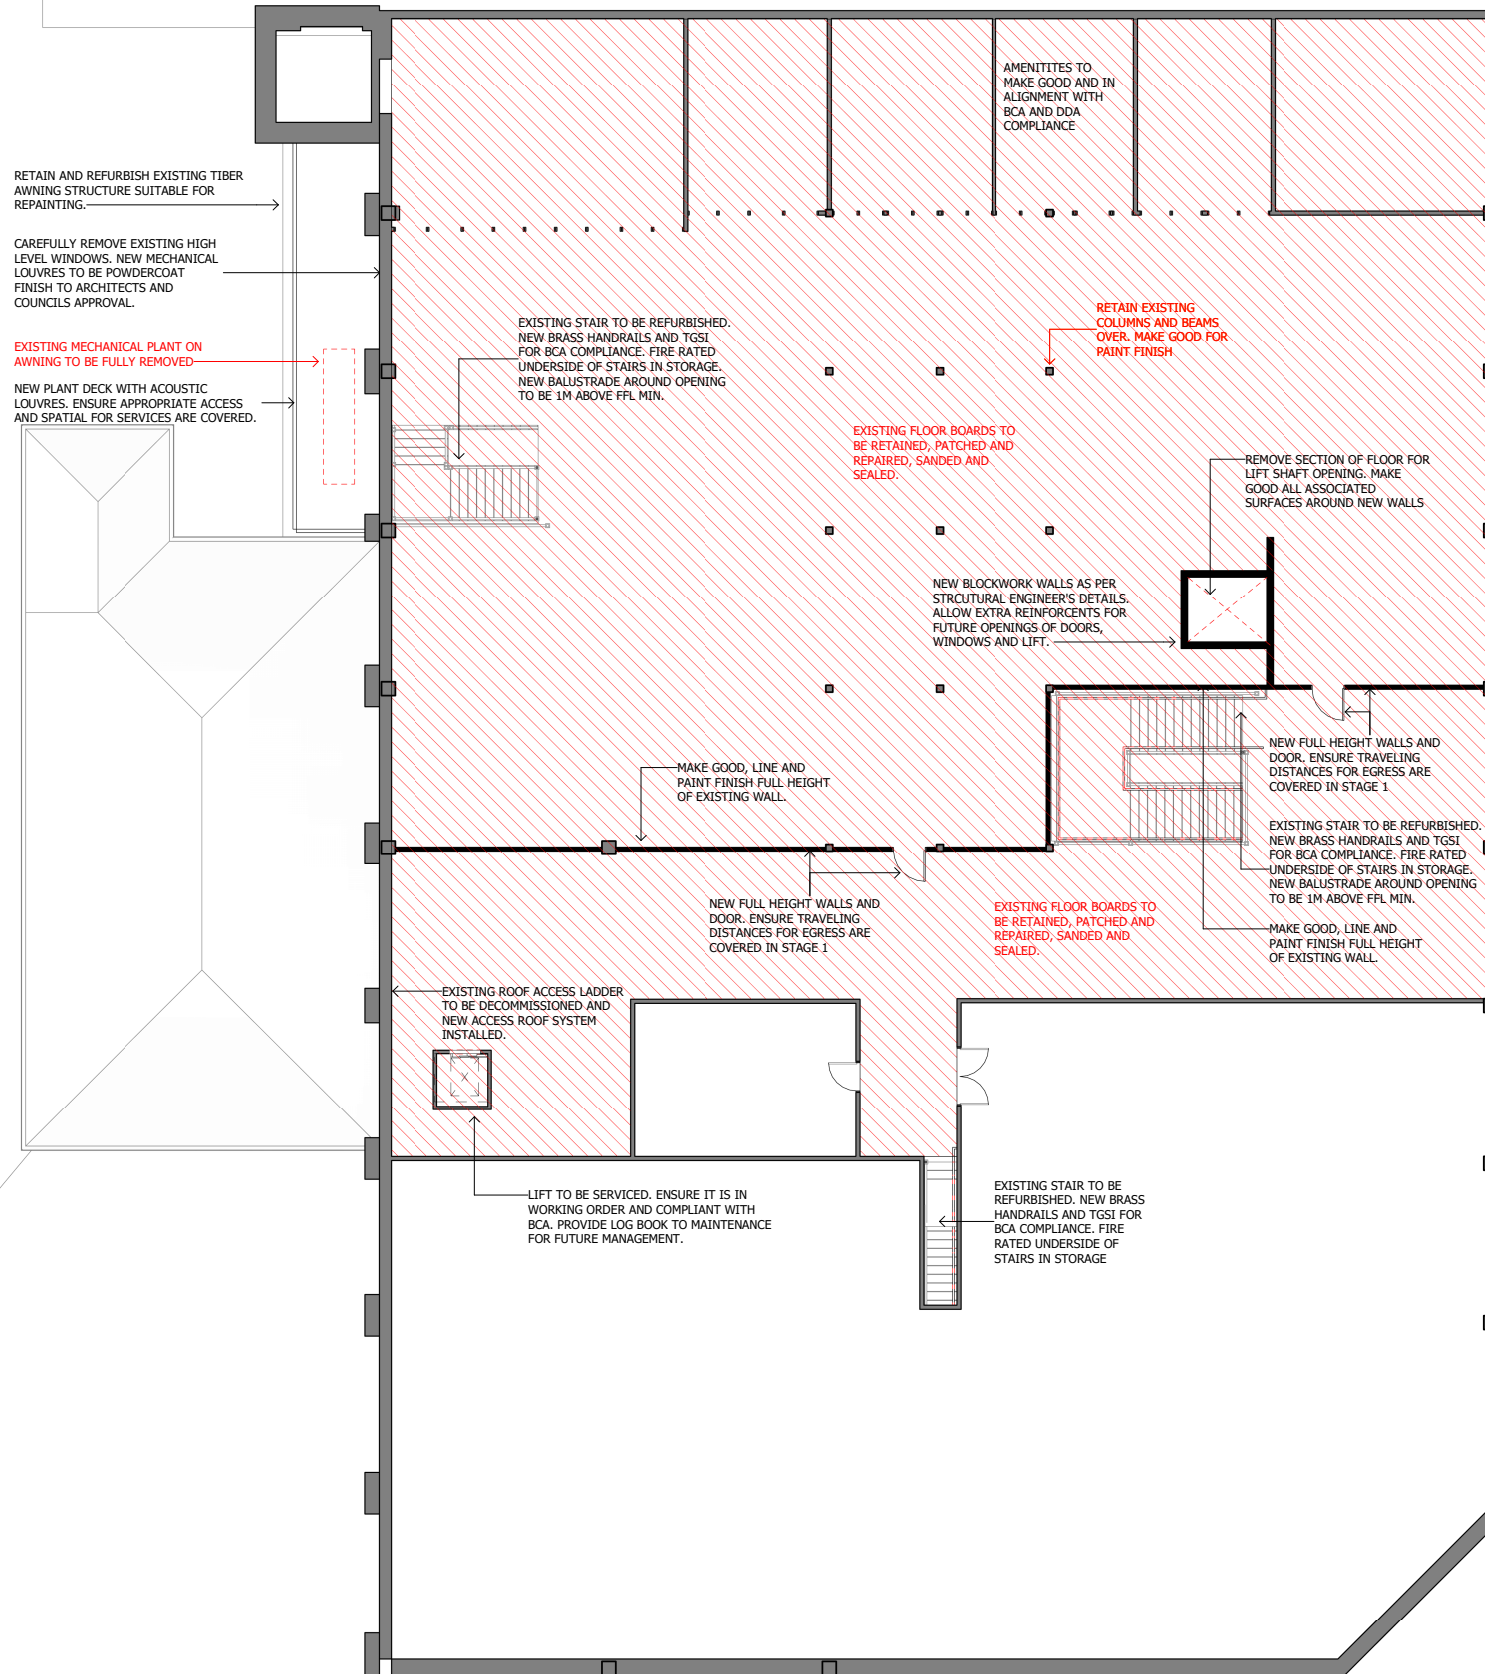 AMENITITES TO
MAKE GOOD AND IN
ALIGNMENT WITH
BCA AND DDA
COMPLIANCE
RETAIN AND REFURBISH EXISTING TIBER
AWNING STRUCTURE SUITABLE FOR
REPAINTING.
CAREFULLY REMOVE EXISTING HIGH
LEVEL WINDOWS. NEW MECHANICAL
LOUVRES TO BE POWDERCOAT
FINISH TO ARCHITECTS AND
COUNCILS APPROVAL.
EXISTING MECHANICAL PLANT ON
AWNING TO BE FULLY REMOVED
NEW PLANT DECK WITH ACOUSTIC
LOUVRES. ENSURE APPROPRIATE ACCESS
AND SPATIAL FOR SERVICES ARE COVERED.
EXISTING STAIR TO BE REFURBISHED.
NEW BRASS HANDRAILS AND TGSI
FOR BCA COMPLIANCE. FIRE RATED
UNDERSIDE OF STAIRS IN STORAGE.
NEW BALUSTRADE AROUND OPENING
TO BE 1M ABOVE FFL MIN.
RETAIN EXISTING
COLUMNS AND BEAMS
OVER. MAKE GOOD FOR
PAINT FINISH
EXISTING FLOOR BOARDS TO
BE RETAINED, PATCHED AND
REPAIRED, SANDED AND
SEALED.
REMOVE SECTION OF FLOOR FOR
LIFT SHAFT OPENING. MAKE
GOOD ALL ASSOCIATED
SURFACES AROUND NEW WALLS
NEW BLOCKWORK WALLS AS PER
STRCUTURAL ENGINEER'S DETAILS.
ALLOW EXTRA REINFORCENTS FOR
FUTURE OPENINGS OF DOORS,
WINDOWS AND LIFT.
MAKE GOOD, LINE AND
PAINT FINISH FULL HEIGHT
OF EXISTING WALL.
NEW FULL HEIGHT WALLS AND
DOOR. ENSURE TRAVELING
DISTANCES FOR EGRESS ARE
COVERED IN STAGE 1
EXISTING STAIR TO BE REFURBISHED.
NEW BRASS HANDRAILS AND TGSI
FOR BCA COMPLIANCE. FIRE RATED
UNDERSIDE OF STAIRS IN STORAGE.
NEW BALUSTRADE AROUND OPENING
TO BE 1M ABOVE FFL MIN.
MAKE GOOD, LINE AND
PAINT FINISH FULL HEIGHT
OF EXISTING WALL.
NEW FULL HEIGHT WALLS AND
DOOR. ENSURE TRAVELING
DISTANCES FOR EGRESS ARE
COVERED IN STAGE 1
EXISTING FLOOR BOARDS TO
BE RETAINED, PATCHED AND
REPAIRED, SANDED AND
SEALED.
EXISTING ROOF ACCESS LADDER
TO BE DECOMMISSIONED AND
NEW ACCESS ROOF SYSTEM
INSTALLED.
LIFT TO BE SERVICED. ENSURE IT IS IN
WORKING ORDER AND COMPLIANT WITH
BCA. PROVIDE LOG BOOK TO MAINTENANCE
FOR FUTURE MANAGEMENT.
EXISTING STAIR TO BE
REFURBISHED. NEW BRASS
HANDRAILS AND TGSI FOR
BCA COMPLIANCE. FIRE
RATED UNDERSIDE OF
STAIRS IN STORAGE